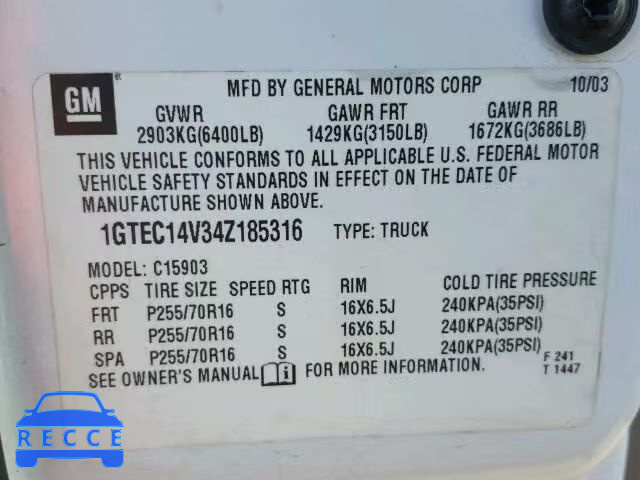 GM
®
MFD BY GENERAL MOTORS CORP 10/03
GVWR GAWR FRT GAWR RR
2903KG(6400LB) 1429KG(3150LB) 1672KG(3686LB)
THIS VEHICLE CONFORMS TO ALL APPLICABLE U.S. FEDERAL MOTOR
VEHICLE SAFETY STANDARDS IN EFFECT ON THE DATE OF
MANUFACTURE SHOWN ABOVE.
1GTEC14V34Z185316 TYPE: TRUCK
MODEL: C15903
CPPS TIRE SIZE SPEED RTG RIM COLD TIRE PRESSURE
FRT P255/70R16 S 16X6.5J 240KPA(35PSI)
RR P255/70R16 S 16X6.5J 240KPA(35PSI)
SPA P255/70R16 S 16X6.5J 240KPA(35PSI)
SEE OWNER'S MANUAL i FOR MORE INFORMATION.
F 241
T 1447
RECCE